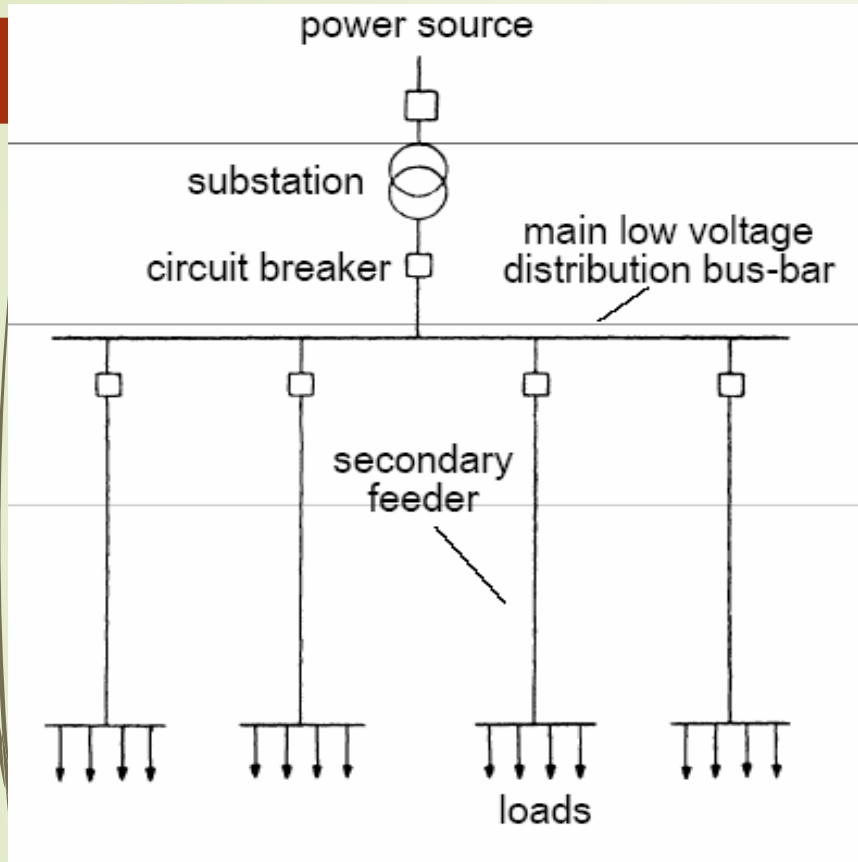 power source
substation
main low voltage
distribution bus-bar
circuit breaker
secondary
feeder
loads